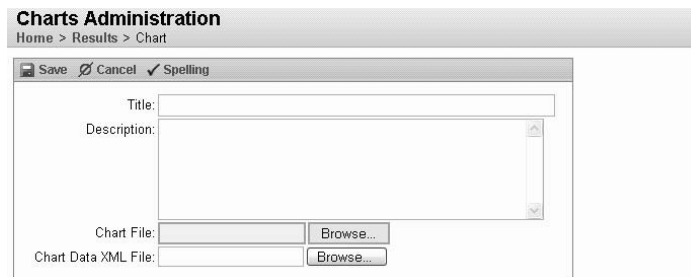 Charts Administration
Home > Results > Chart
Save Cancel Spelling
Title:
Description:
Chart File: Browse...
Chart Data XML File: Browse...